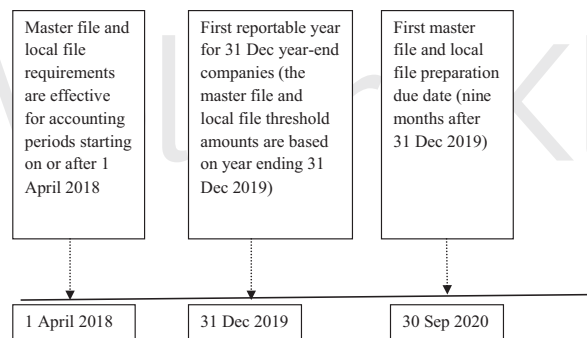 Master file and
local file
requirements
are effective
for accounting
periods starting
on or after 1
April 2018
First reportable year
for 31 Dec year-end
companies (the
master file and
local file threshold
amounts are based
on year ending 31
Dec 2019)
First master
file and local
file preparation
due date (nine
months after
31 Dec 2019)
1 April 2018
31 Dec 2019
30 Sep 2020